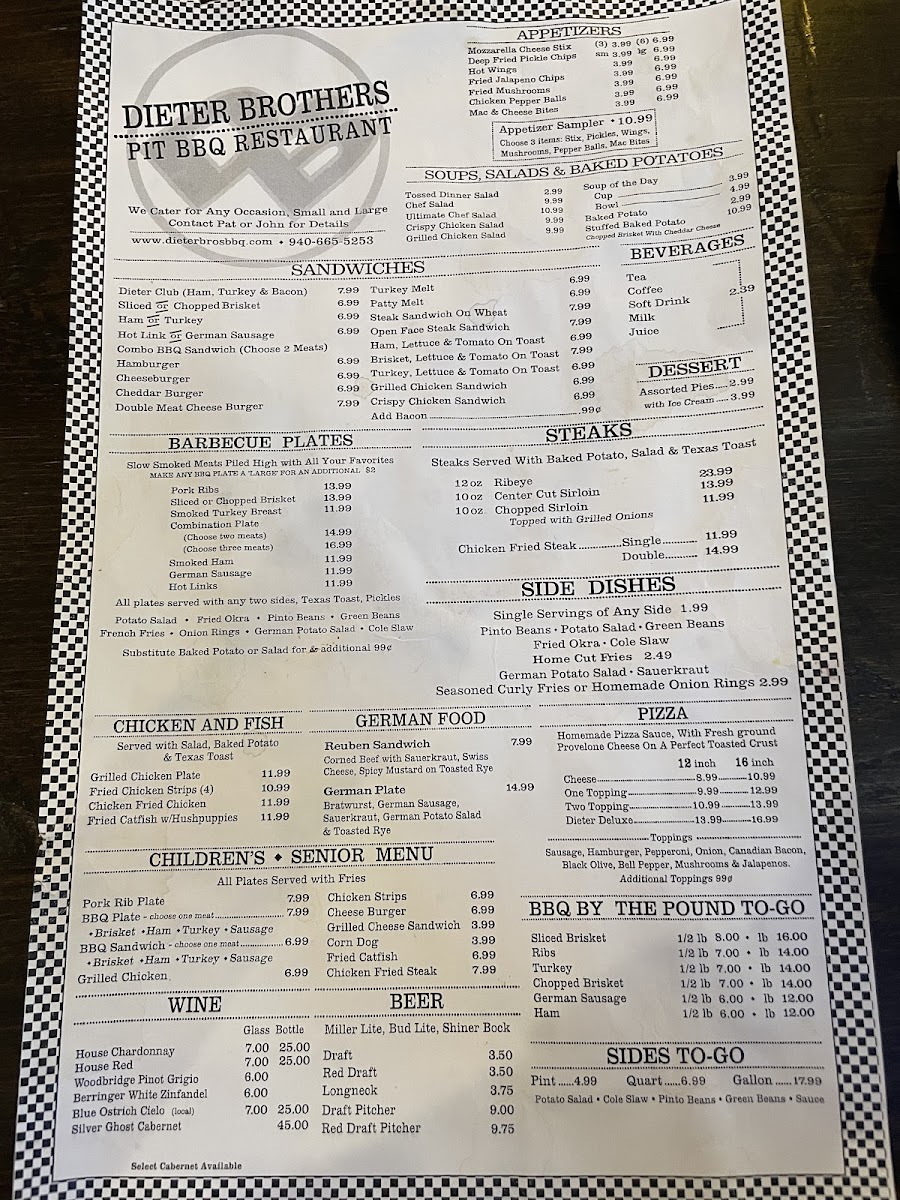 DIETER BROTHERS
PIT BBQ RESTAURANT
We Cater for Any Occasion, Small and Large
Contact Pat or John for Details
www.dieterbrosbbq.com • 940-665-5253
APPETIZERS
Mozzarella Cheese Stix (3) 3.99 (6) 6.99
Deep Fried Pickle Chips sm 3.99 lg 6.99
Hot Wings 3.99 6.99
Fried Jalapeno Chips 3.99 6.99
Fried Mushrooms 3.99 6.99
Chicken Pepper Balls 3.99 6.99
Mac & Cheese Bites 3.99 6.99
Appetizer Sampler • 10.99
Choose 3 items: Stix, Pickles, Wings,
Mushrooms, Pepper Balls, Mac Bites
SOUPS, SALADS & BAKED POTATOES
Tossed Dinner Salad 2.99
Chef Salad 9.99
Ultimate Chef Salad 10.99
Crispy Chicken Salad 9.99
Grilled Chicken Salad 9.99
Soup of the Day
Cup 3.99
Bowl 4.99
Baked Potato 2.99
Stuffed Baked Potato 10.99
Chopped Brisket With Cheddar Cheese
SANDWICHES
Dieter Club (Ham, Turkey & Bacon) 7.99
Sliced or Chopped Brisket 6.99
Ham or Turkey 6.99
Hot Link or German Sausage 6.99
Combo BBQ Sandwich (Choose 2 Meats)
Hamburger 6.99
Cheeseburger 6.99
Cheddar Burger 6.99
Double Meat Cheese Burger 7.99
Turkey Melt 6.99
Patty Melt 6.99
Steak Sandwich On Wheat 7.99
Open Face Steak Sandwich 7.99
Ham, Lettuce & Tomato On Toast 6.99
Brisket, Lettuce & Tomato On Toast 7.99
Turkey, Lettuce & Tomato On Toast 6.99
Grilled Chicken Sandwich 6.99
Crispy Chicken Sandwich 6.99
Add Bacon .99¢
BEVERAGES
Tea
Coffee
Soft Drink 2.39
Milk
Juice
DESSERT
Assorted Pies.....2.99
with Ice Cream.....3.99
BARBECUE PLATES
Slow Smoked Meats Piled High with All Your Favorites
MAKE ANY BBQ PLATE A 'LARGE' FOR AN ADDITIONAL $2
Pork Ribs 13.99
Sliced or Chopped Brisket 13.99
Smoked Turkey Breast 11.99
Combination Plate
(Choose two meats) 14.99
(Choose three meats) 16.99
Smoked Ham 11.99
German Sausage 11.99
Hot Links 11.99
All plates served with any two sides, Texas Toast, Pickles
Potato Salad • Fried Okra • Pinto Beans • Green Beans
French Fries • Onion Rings • German Potato Salad • Cole Slaw
Substitute Baked Potato or Salad for additional 99¢
STEAKS
Steaks Served With Baked Potato, Salad & Texas Toast
12 oz Ribeye 23.99
10 oz Center Cut Sirloin 13.99
10 oz Chopped Sirloin 11.99
Topped with Grilled Onions
Chicken Fried Steak............Single.......... 11.99
Double.......... 14.99
SIDE DISHES
Single Servings of Any Side 1.99
Pinto Beans • Potato Salad • Green Beans
Fried Okra • Cole Slaw
Home Cut Fries 2.49
German Potato Salad • Sauerkraut
Seasoned Curly Fries or Homemade Onion Rings 2.99
CHICKEN AND FISH
Served with Salad, Baked Potato
& Texas Toast
Grilled Chicken Plate 11.99
Fried Chicken Strips (4) 10.99
Chicken Fried Chicken 11.99
Fried Catfish w/Hushpuppies 11.99
GERMAN FOOD
Reuben Sandwich 7.99
Corned Beef with Sauerkraut, Swiss
Cheese, Spicy Mustard on Toasted Rye
German Plate 14.99
Bratwurst, German Sausage,
Sauerkraut, German Potato Salad
& Toasted Rye
PIZZA
Homemade Pizza Sauce, With Fresh ground
Provelone Cheese On A Perfect Toasted Crust
12 inch 16 inch
Cheese..........8.99..........10.99
One Topping..........9.99..........12.99
Two Topping..........10.99..........13.99
Dieter Deluxe..........13.99..........16.99
Toppings
Sausage, Hamburger, Pepperoni, Onion, Canadian Bacon,
Black Olive, Bell Pepper, Mushrooms & Jalapenos.
Additional Toppings 99¢
CHILDREN'S ♦ SENIOR MENU
All Plates Served with Fries
Pork Rib Plate 7.99
BBQ Plate - choose one meat..........7.99
•Brisket •Ham •Turkey •Sausage
BBQ Sandwich - choose one meat..........6.99
•Brisket •Ham •Turkey •Sausage
Grilled Chicken 6.99
Chicken Strips 6.99
Cheese Burger 6.99
Grilled Cheese Sandwich 3.99
Corn Dog 3.99
Fried Catfish 6.99
Chicken Fried Steak 7.99
BBQ BY THE POUND TO-GO
Sliced Brisket 1/2 lb 8.00 • lb 16.00
Ribs 1/2 lb 7.00 • lb 14.00
Turkey 1/2 lb 7.00 • lb 14.00
Chopped Brisket 1/2 lb 7.00 • lb 14.00
German Sausage 1/2 lb 6.00 • lb 12.00
Ham 1/2 lb 6.00 • lb 12.00
WINE
Glass Bottle
House Chardonnay 7.00 25.00
House Red 7.00 25.00
Woodbridge Pinot Grigio 6.00
Berringer White Zinfandel 6.00
Blue Ostrich Cielo (local) 7.00 25.00
Silver Ghost Cabernet 45.00
Select Cabernet Available
BEER
Miller Lite, Bud Lite, Shiner Bock
Draft 3.50
Red Draft 3.50
Longneck 3.75
Draft Pitcher 9.00
Red Draft Pitcher 9.75
SIDES TO-GO
Pint .....4.99 Quart.....6.99 Gallon .....17.99
Potato Salad • Cole Slaw • Pinto Beans • Green Beans • Sauce